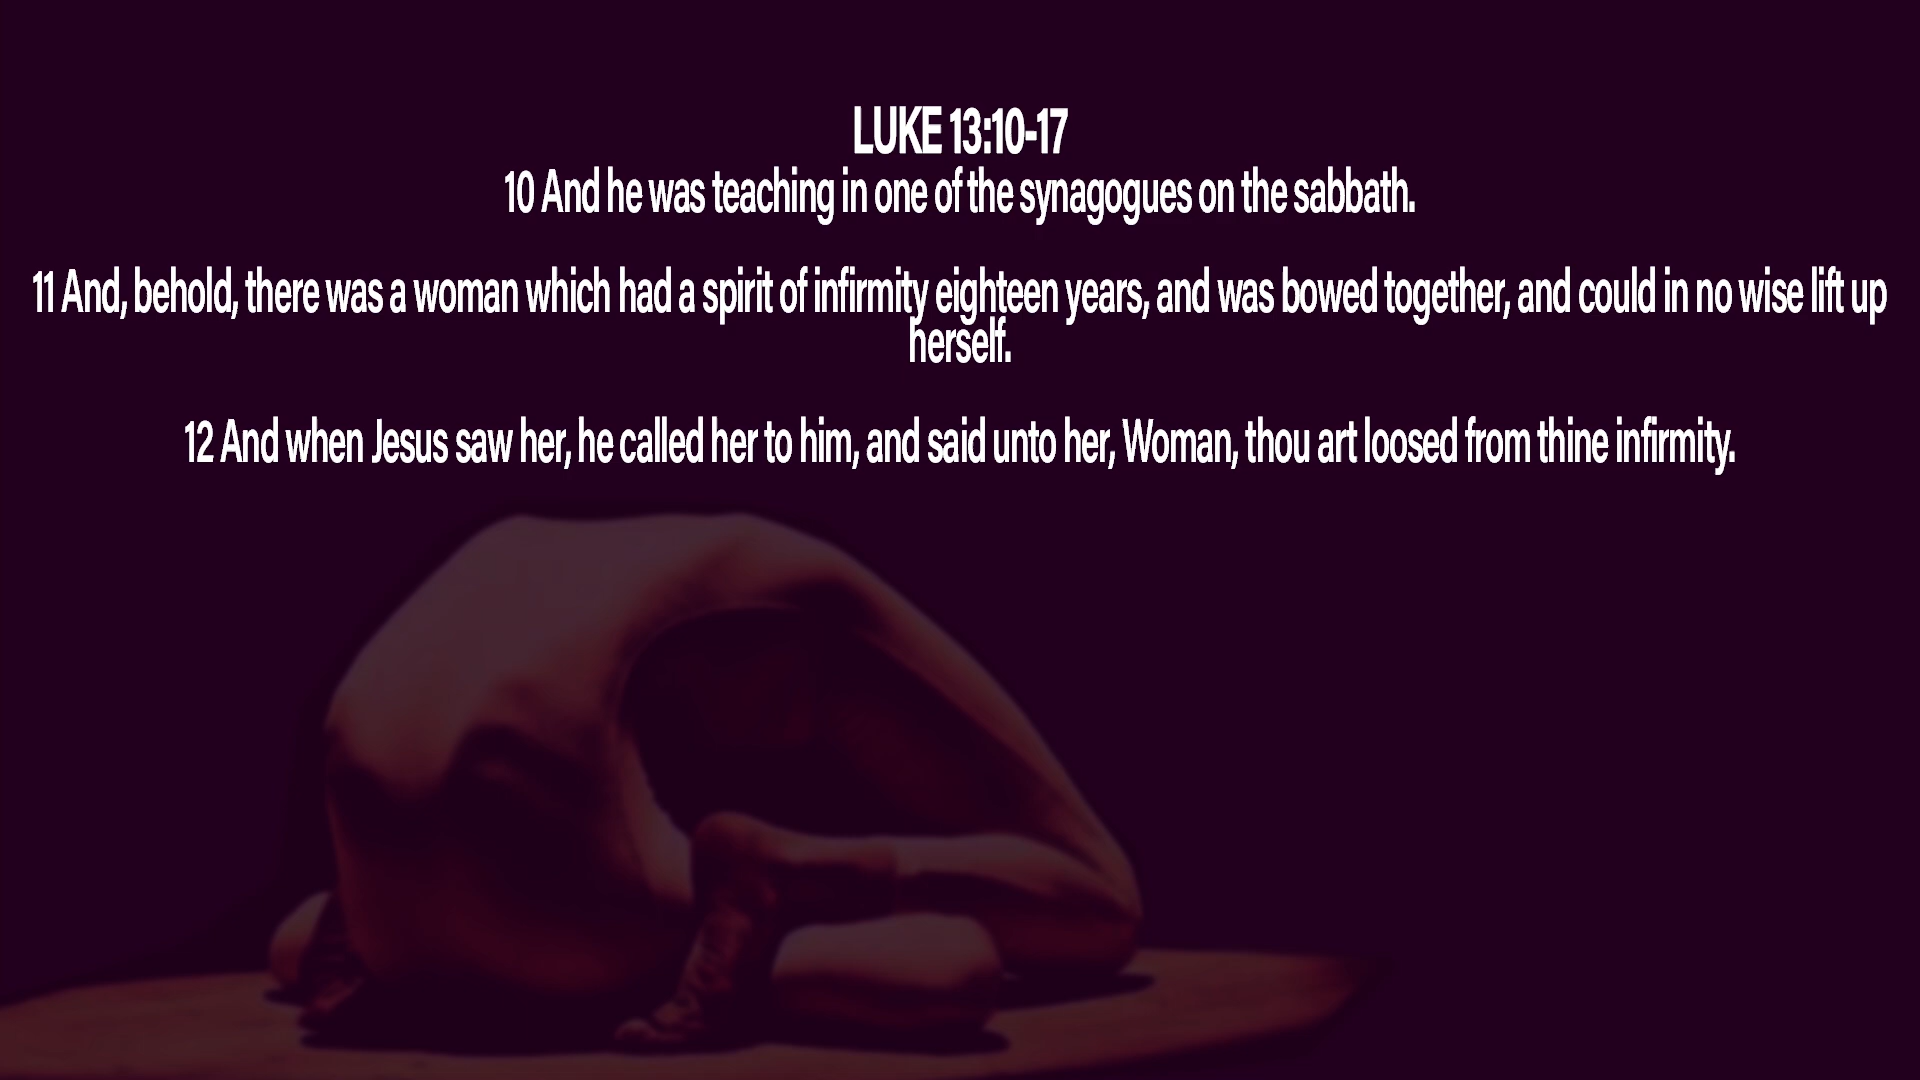 LUKE 13:10-17
10 And he was teaching in one of the synagogues on the sabbath.
11 And, behold, there was a woman which had a spirit of infirmity eighteen years, and was bowed together, and could in no wise lift up
herself.
12 And when Jesus saw her, he called her to him, and said unto her, Woman, thou art loosed from thine infirmity.